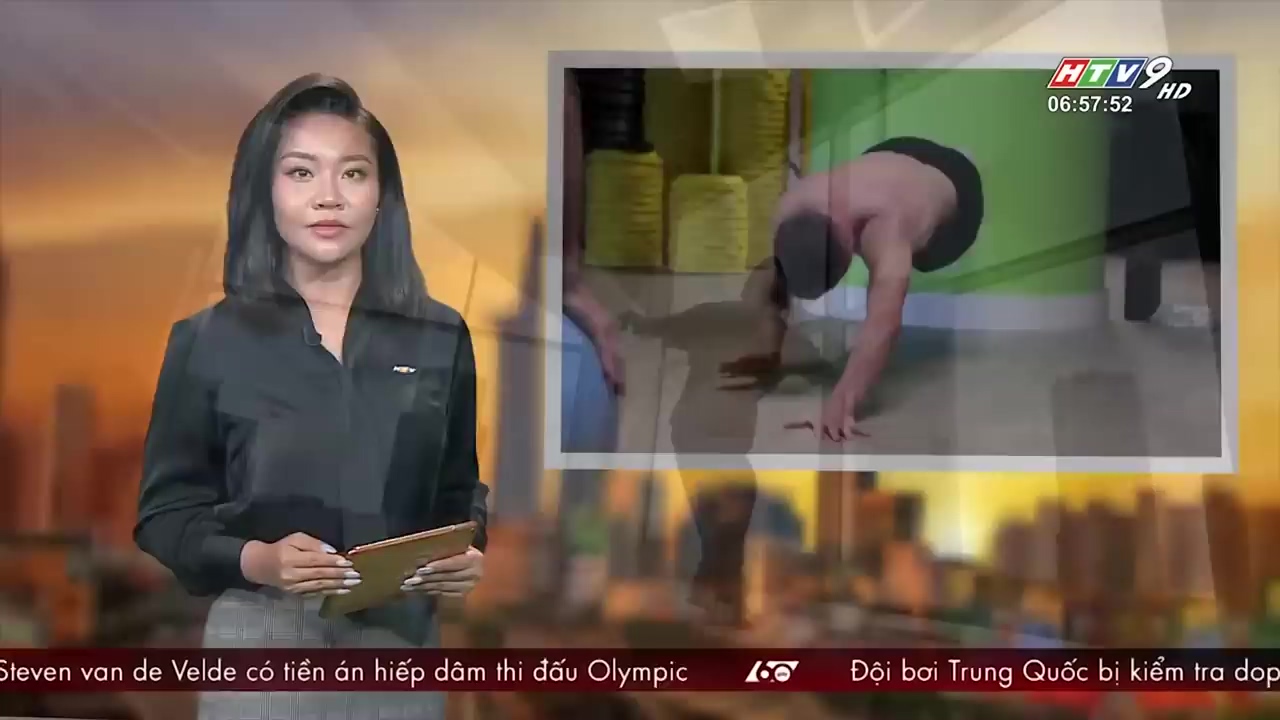 HTV9 HD
06:57:52
Steven van de Velde có tiền án hiếp dâm thi đấu Olympic 60 Đội bơi Trung Quốc bị kiểm tra dop